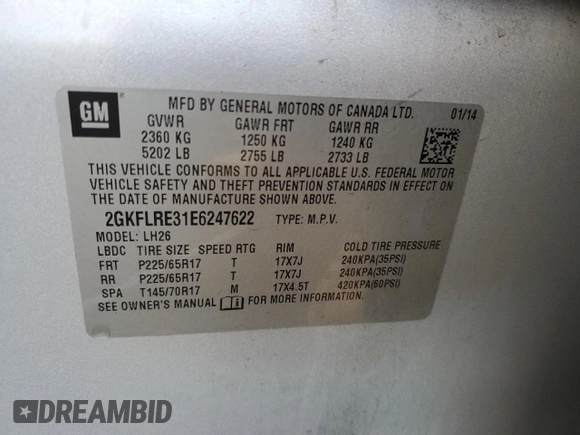 GM
MFD BY GENERAL MOTORS OF CANADA LTD. 01/14
GVWR GAWR FRT GAWR RR
2360 KG 1250 KG 1240 KG
5202 LB 2755 LB 2733 LB
THIS VEHICLE CONFORMS TO ALL APPLICABLE U.S. FEDERAL MOTOR
VEHICLE SAFETY AND THEFT PREVENTION STANDARDS IN EFFECT ON
THE DATE OF MANUFACTURE SHOWN ABOVE.
2GKFLRE31E6247622 TYPE: M.P.V.
MODEL: LH26
LBDC TIRE SIZE SPEED RTG RIM COLD TIRE PRESSURE
FRT P225/65R17 T 17X7J 240KPA(35PSI)
RR P225/65R17 T 17X7J 240KPA(35PSI)
SPA T145/70R17 M 17X4.5T 420KPA(60PSI)
SEE OWNER'S MANUAL FOR MORE INFORMATION
DREAMBID